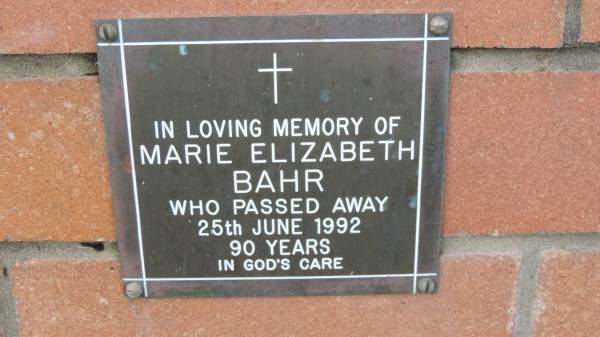 IN LOVING MEMORY OF
MARIE ELIZABETH
BAHR
WHO PASSED AWAY
25th JUNE 1992
90 YEARS
IN GOD'S CARE